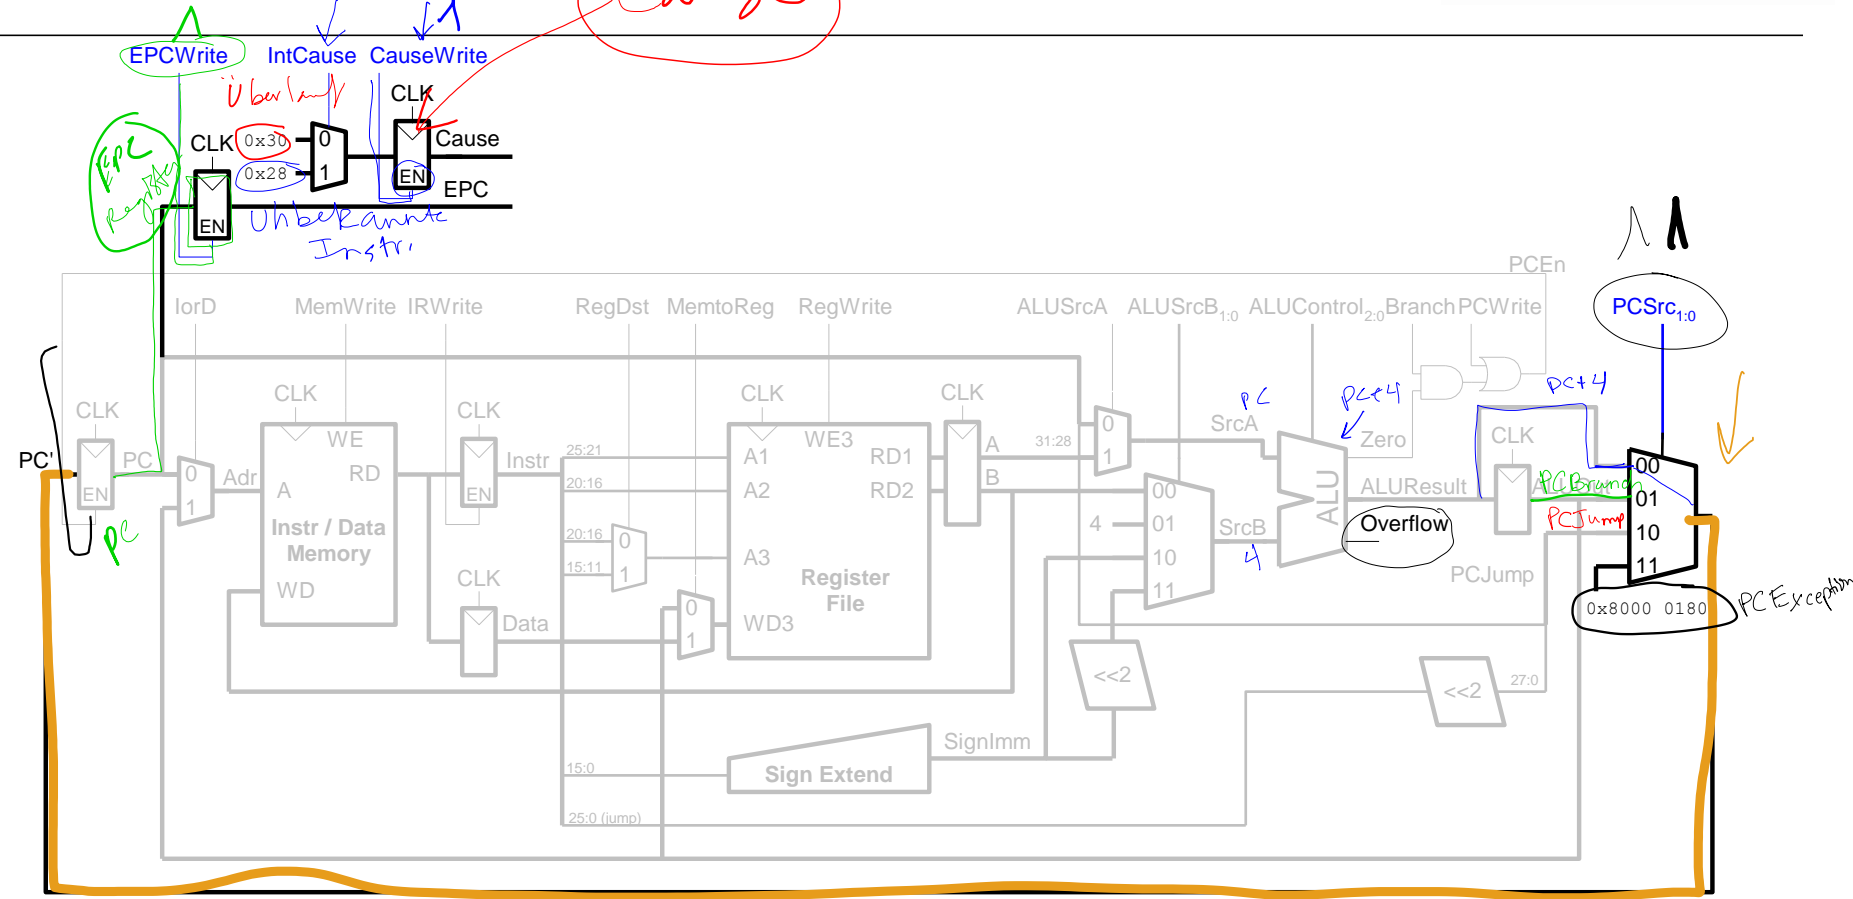 EPCWrite IntCause CauseWrite
Überlauf
CLK
0x30 0 Cause
CLK
0x28 1 EN
EPC
EPC
Register
EN
Unbekannte
Instr.
PCEn
IorD MemWrite IRWrite RegDst MemtoReg RegWrite ALUSrcA ALUSrcB1:0 ALUControl2:0 Branch PCWrite PCSrc1:0
CLK CLK CLK CLK CLK
PC PC+4 PC+4
WE WE3
SrcA Zero CLK
PC' PC 0 Adr A RD Instr 25:21 A1 RD1 A 31:28 0 1
00
EN 1 EN 20:16 A2 RD2 B 00 ALU ALUResult PCBranch 01
Instr / Data
Memory
4 01 SrcB Overflow PCJump 10
PC
20:16 0 A3 10 4
15:11 1 11 PCJump 11
CLK
Register
File
WD Data 0 1 WD3
0x8000 0180 PCException
<<2 <<2 27:0
SignImm
15:0 Sign Extend
25:0 (jump)